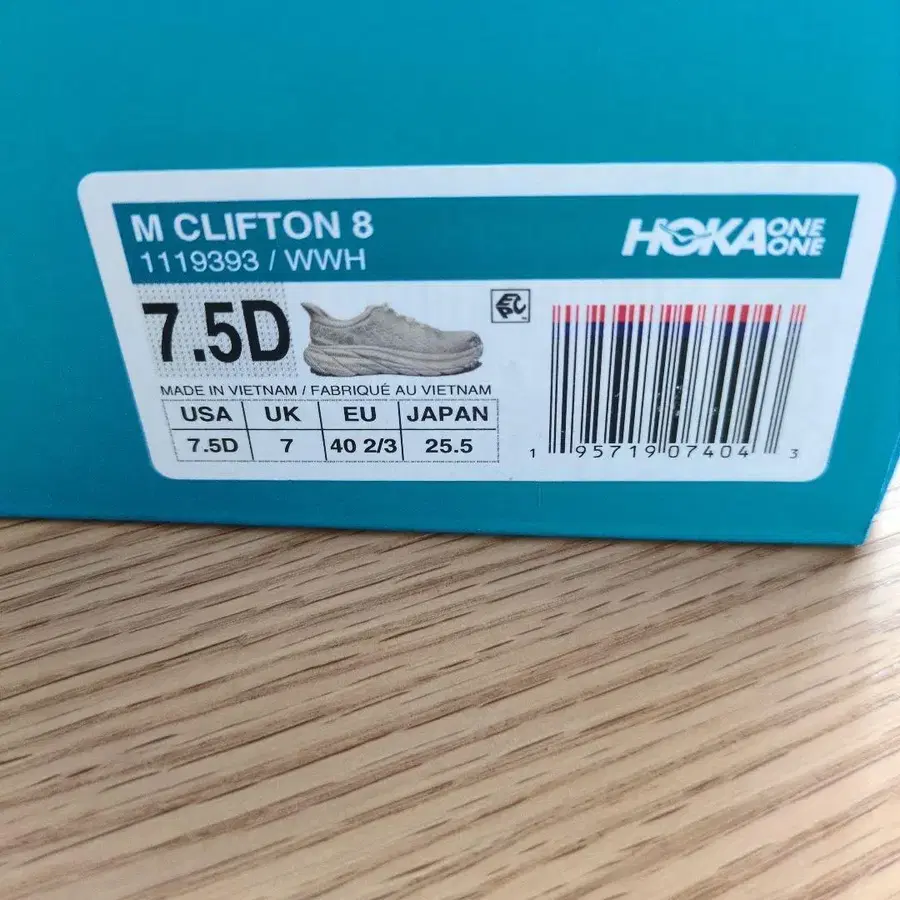 M CLIFTON 8
1119393 / WWH
HOKA ONE ONE
7.5D
EPC
MADE IN VIETNAM / FABRIQUÉ AU VIETNAM
USA UK EU JAPAN
7.5D 7 40 2/3 25.5
1 95719 07404 3